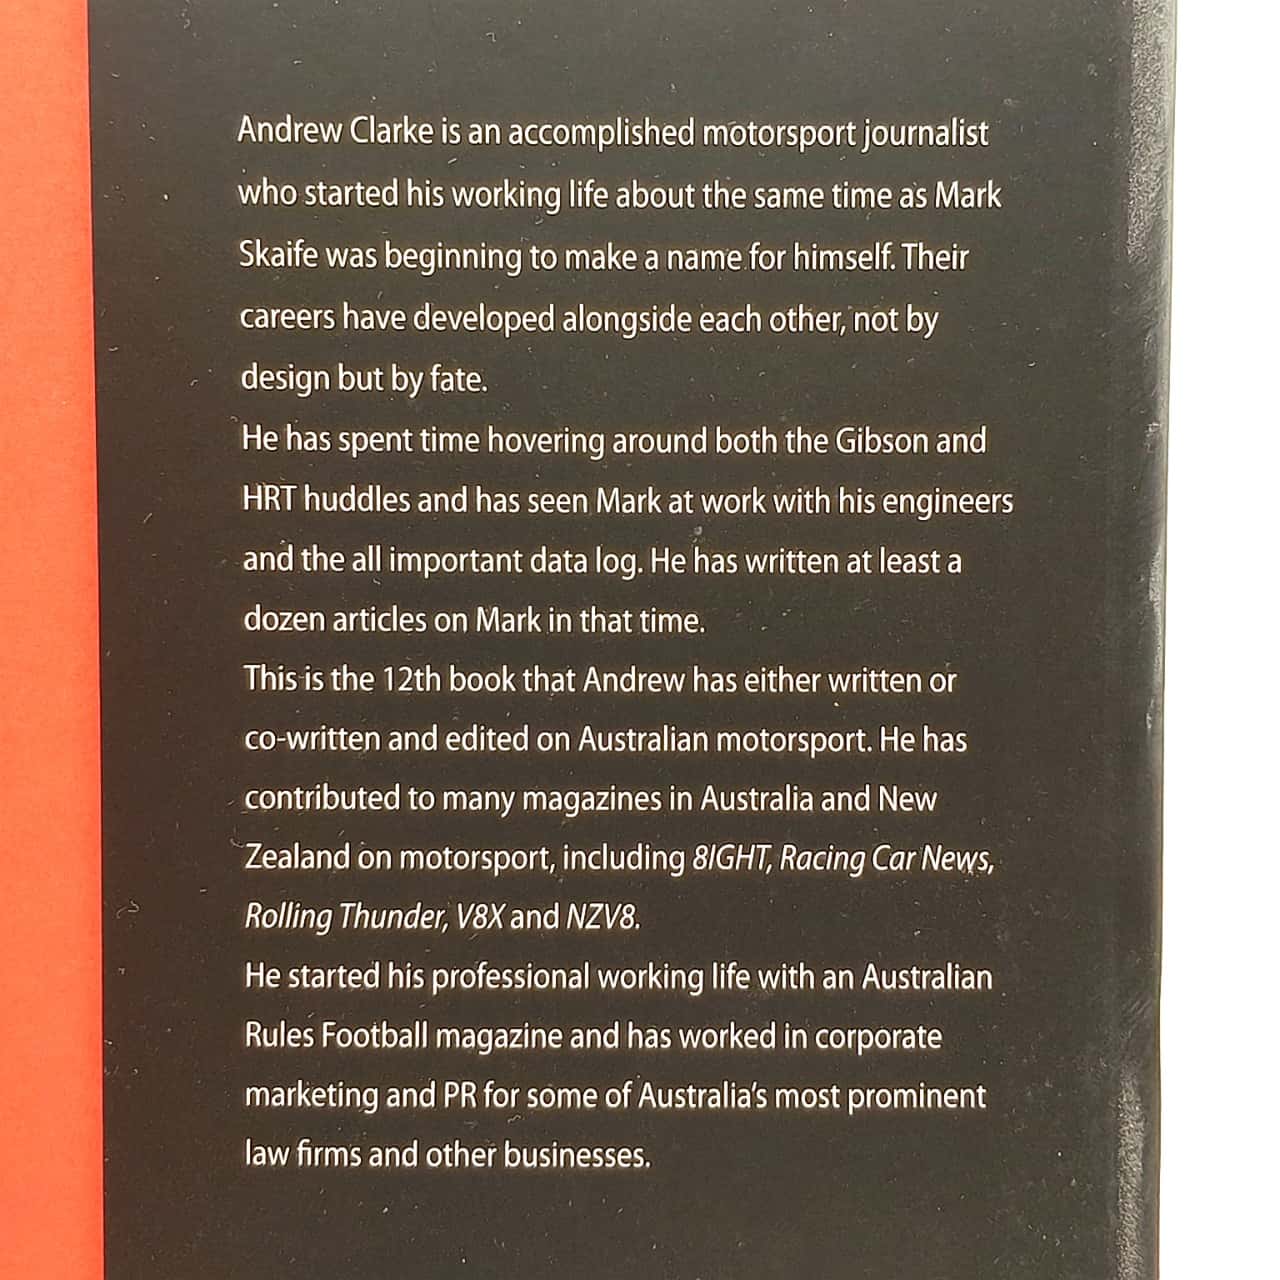 Andrew Clarke is an accomplished motorsport journalist
who started his working life about the same time as Mark
Skaife was beginning to make a name for himself. Their
careers have developed alongside each other, not by
design but by fate.
He has spent time hovering around both the Gibson and
HRT huddles and has seen Mark at work with his engineers
and the all important data log. He has written at least a
dozen articles on Mark in that time.
This is the 12th book that Andrew has either written or
co-written and edited on Australian motorsport. He has
contributed to many magazines in Australia and New
Zealand on motorsport, including 8IGHT, Racing Car News,
Rolling Thunder, V8X and NZV8.
He started his professional working life with an Australian
Rules Football magazine and has worked in corporate
marketing and PR for some of Australia's most prominent
law firms and other businesses.